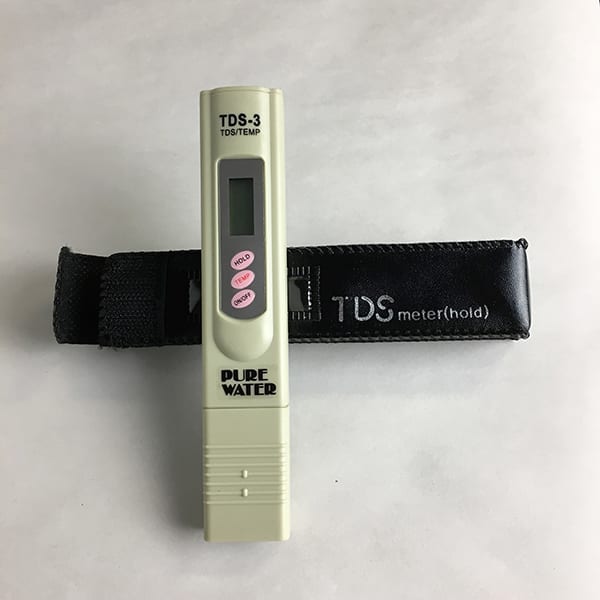 TDS-3
TDS/TEMP
HOLD
TEMP
ON/OFF
PURE
WATER
TDS meter(hold)